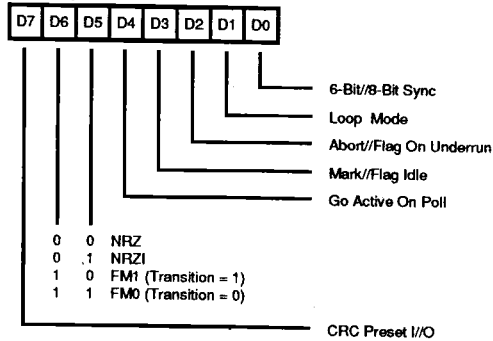 D7 D6 D5 D4 D3 D2 D1 D0
6-Bit//8-Bit Sync
Loop Mode
Abort//Flag On Underrun
Mark//Flag Idle
Go Active On Poll
0 0 NRZ
0 1 NRZI
1 0 FM1 (Transition = 1)
1 1 FM0 (Transition = 0)
CRC Preset I//O